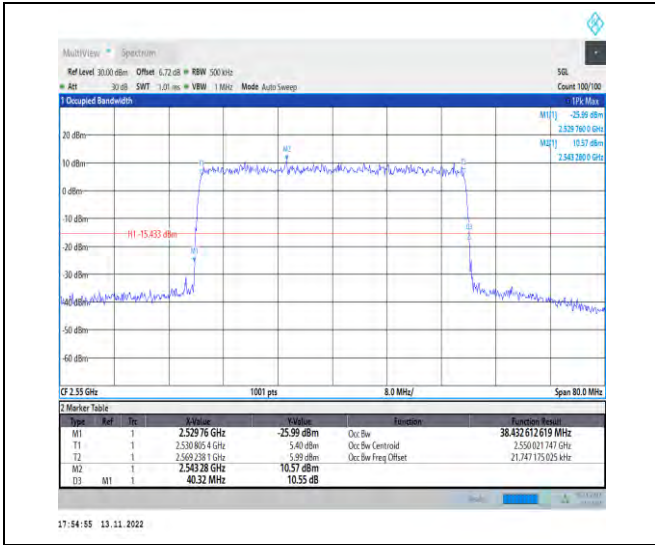 MultiView Spectrum
Ref Level 30.00 dBm Offset 6.72 dB RBW 500 kHz SGL
Att 30 dB SWT 1.01 ms VBW 1 MHz Mode Auto Sweep Count 100/100
1 Occupied Bandwidth 1Pk Max
M1[1] -25.99 dBm
2.529 760 0 GHz
M2[1] 10.57 dBm
2.543 280 0 GHz
20 dBm
M2
10 dBm
0 dBm
-10 dBm
D3
H1 -15.433 dBm
-20 dBm
M1
-30 dBm
-40 dBm
-50 dBm
-60 dBm
CF 2.55 GHz 1001 pts 8.0 MHz/ Span 80.0 MHz
2 Marker Table
Type Ref Trc X-Value Y-Value Function Function Result
M1 1 2.529 76 GHz -25.99 dBm Occ Bw 38.432 612 619 MHz
T1 1 2.530 805 4 GHz 5.40 dBm Occ Bw Centroid 2.550 021 747 GHz
T2 1 2.569 238 1 GHz 5.99 dBm Occ Bw Freq Offset 21.747 175 025 kHz
M2 1 2.543 28 GHz 10.57 dBm
D3 M1 1 40.32 MHz 10.55 dB
17:54:55 13.11.2022